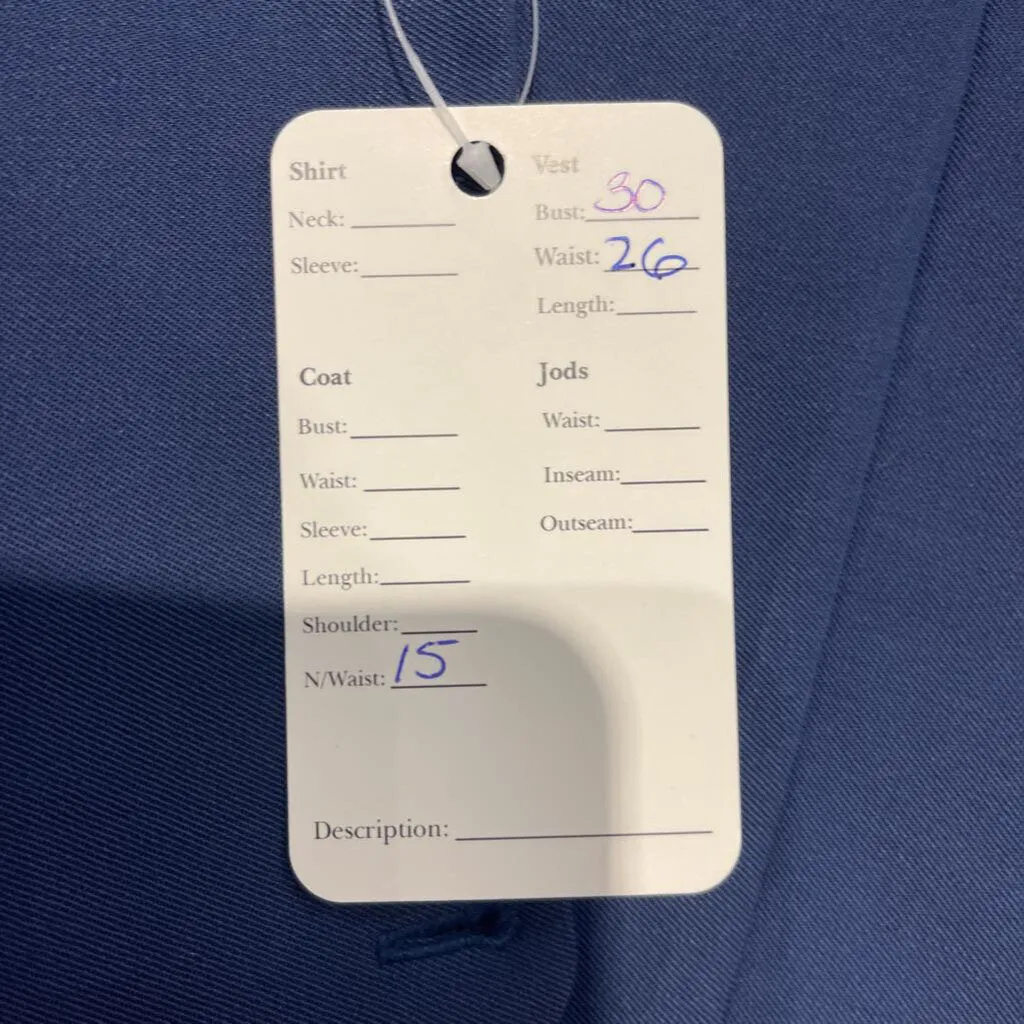 Shirt
Neck:
Sleeve:
Vest
Bust: 30
Waist: 26
Length:
Coat
Bust:
Waist:
Sleeve:
Length:
Shoulder:
N/Waist: 15
Jods
Waist:
Inseam:
Outseam:
Description: